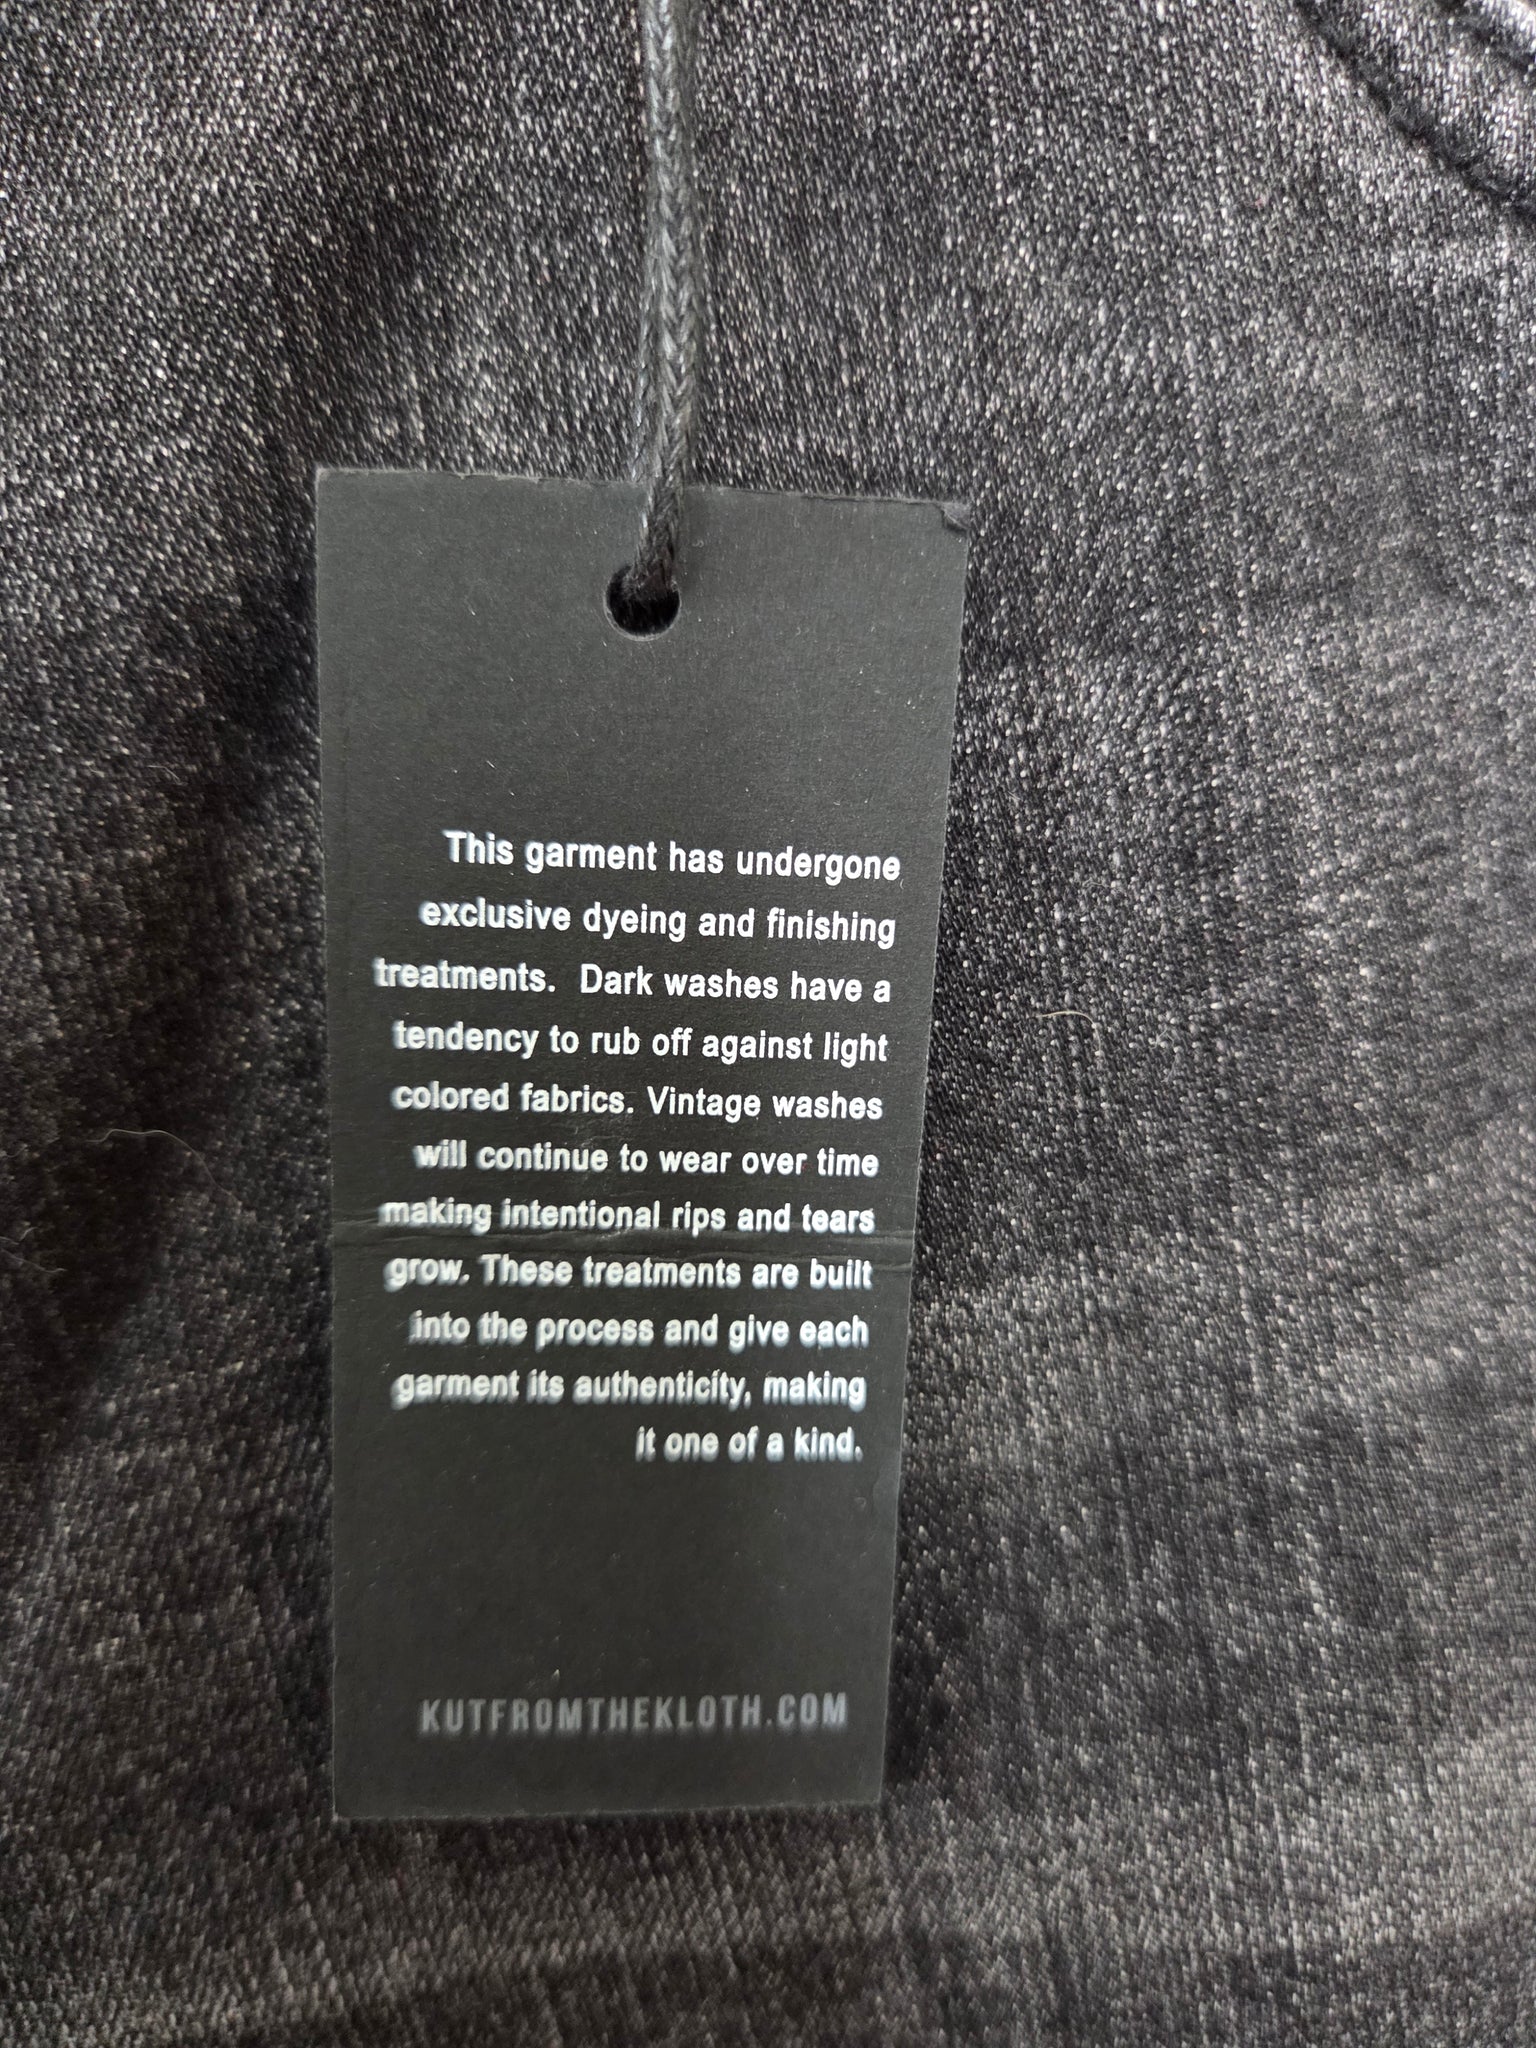 This garment has undergone
exclusive dyeing and finishing
treatments.  Dark washes have a
tendency to rub off against light
colored fabrics. Vintage washes
will continue to wear over time
making intentional rips and tears
grow. These treatments are built
into the process and give each
garment its authenticity, making
it one of a kind.
KUTFROMTHEKLOTH.COM